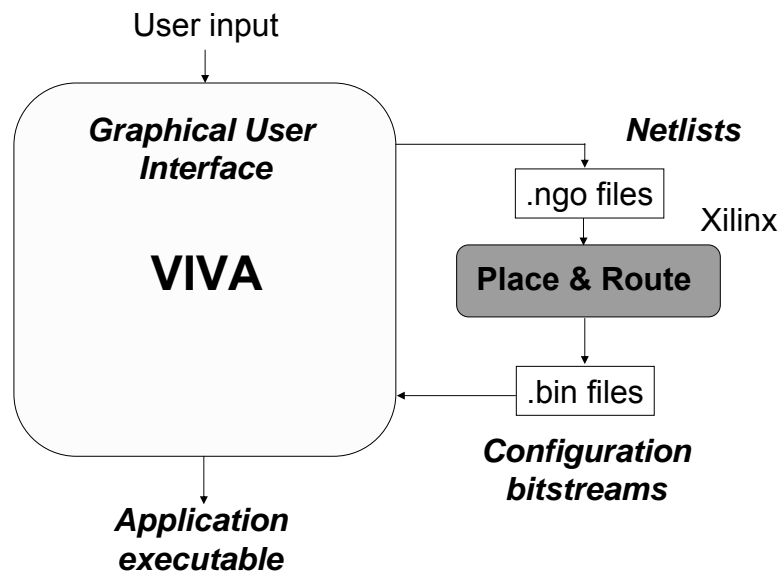 User input
Graphical User
Interface
VIVA
Netlists
.ngo files
Xilinx
Place & Route
.bin files
Configuration
bitstreams
Application
executable